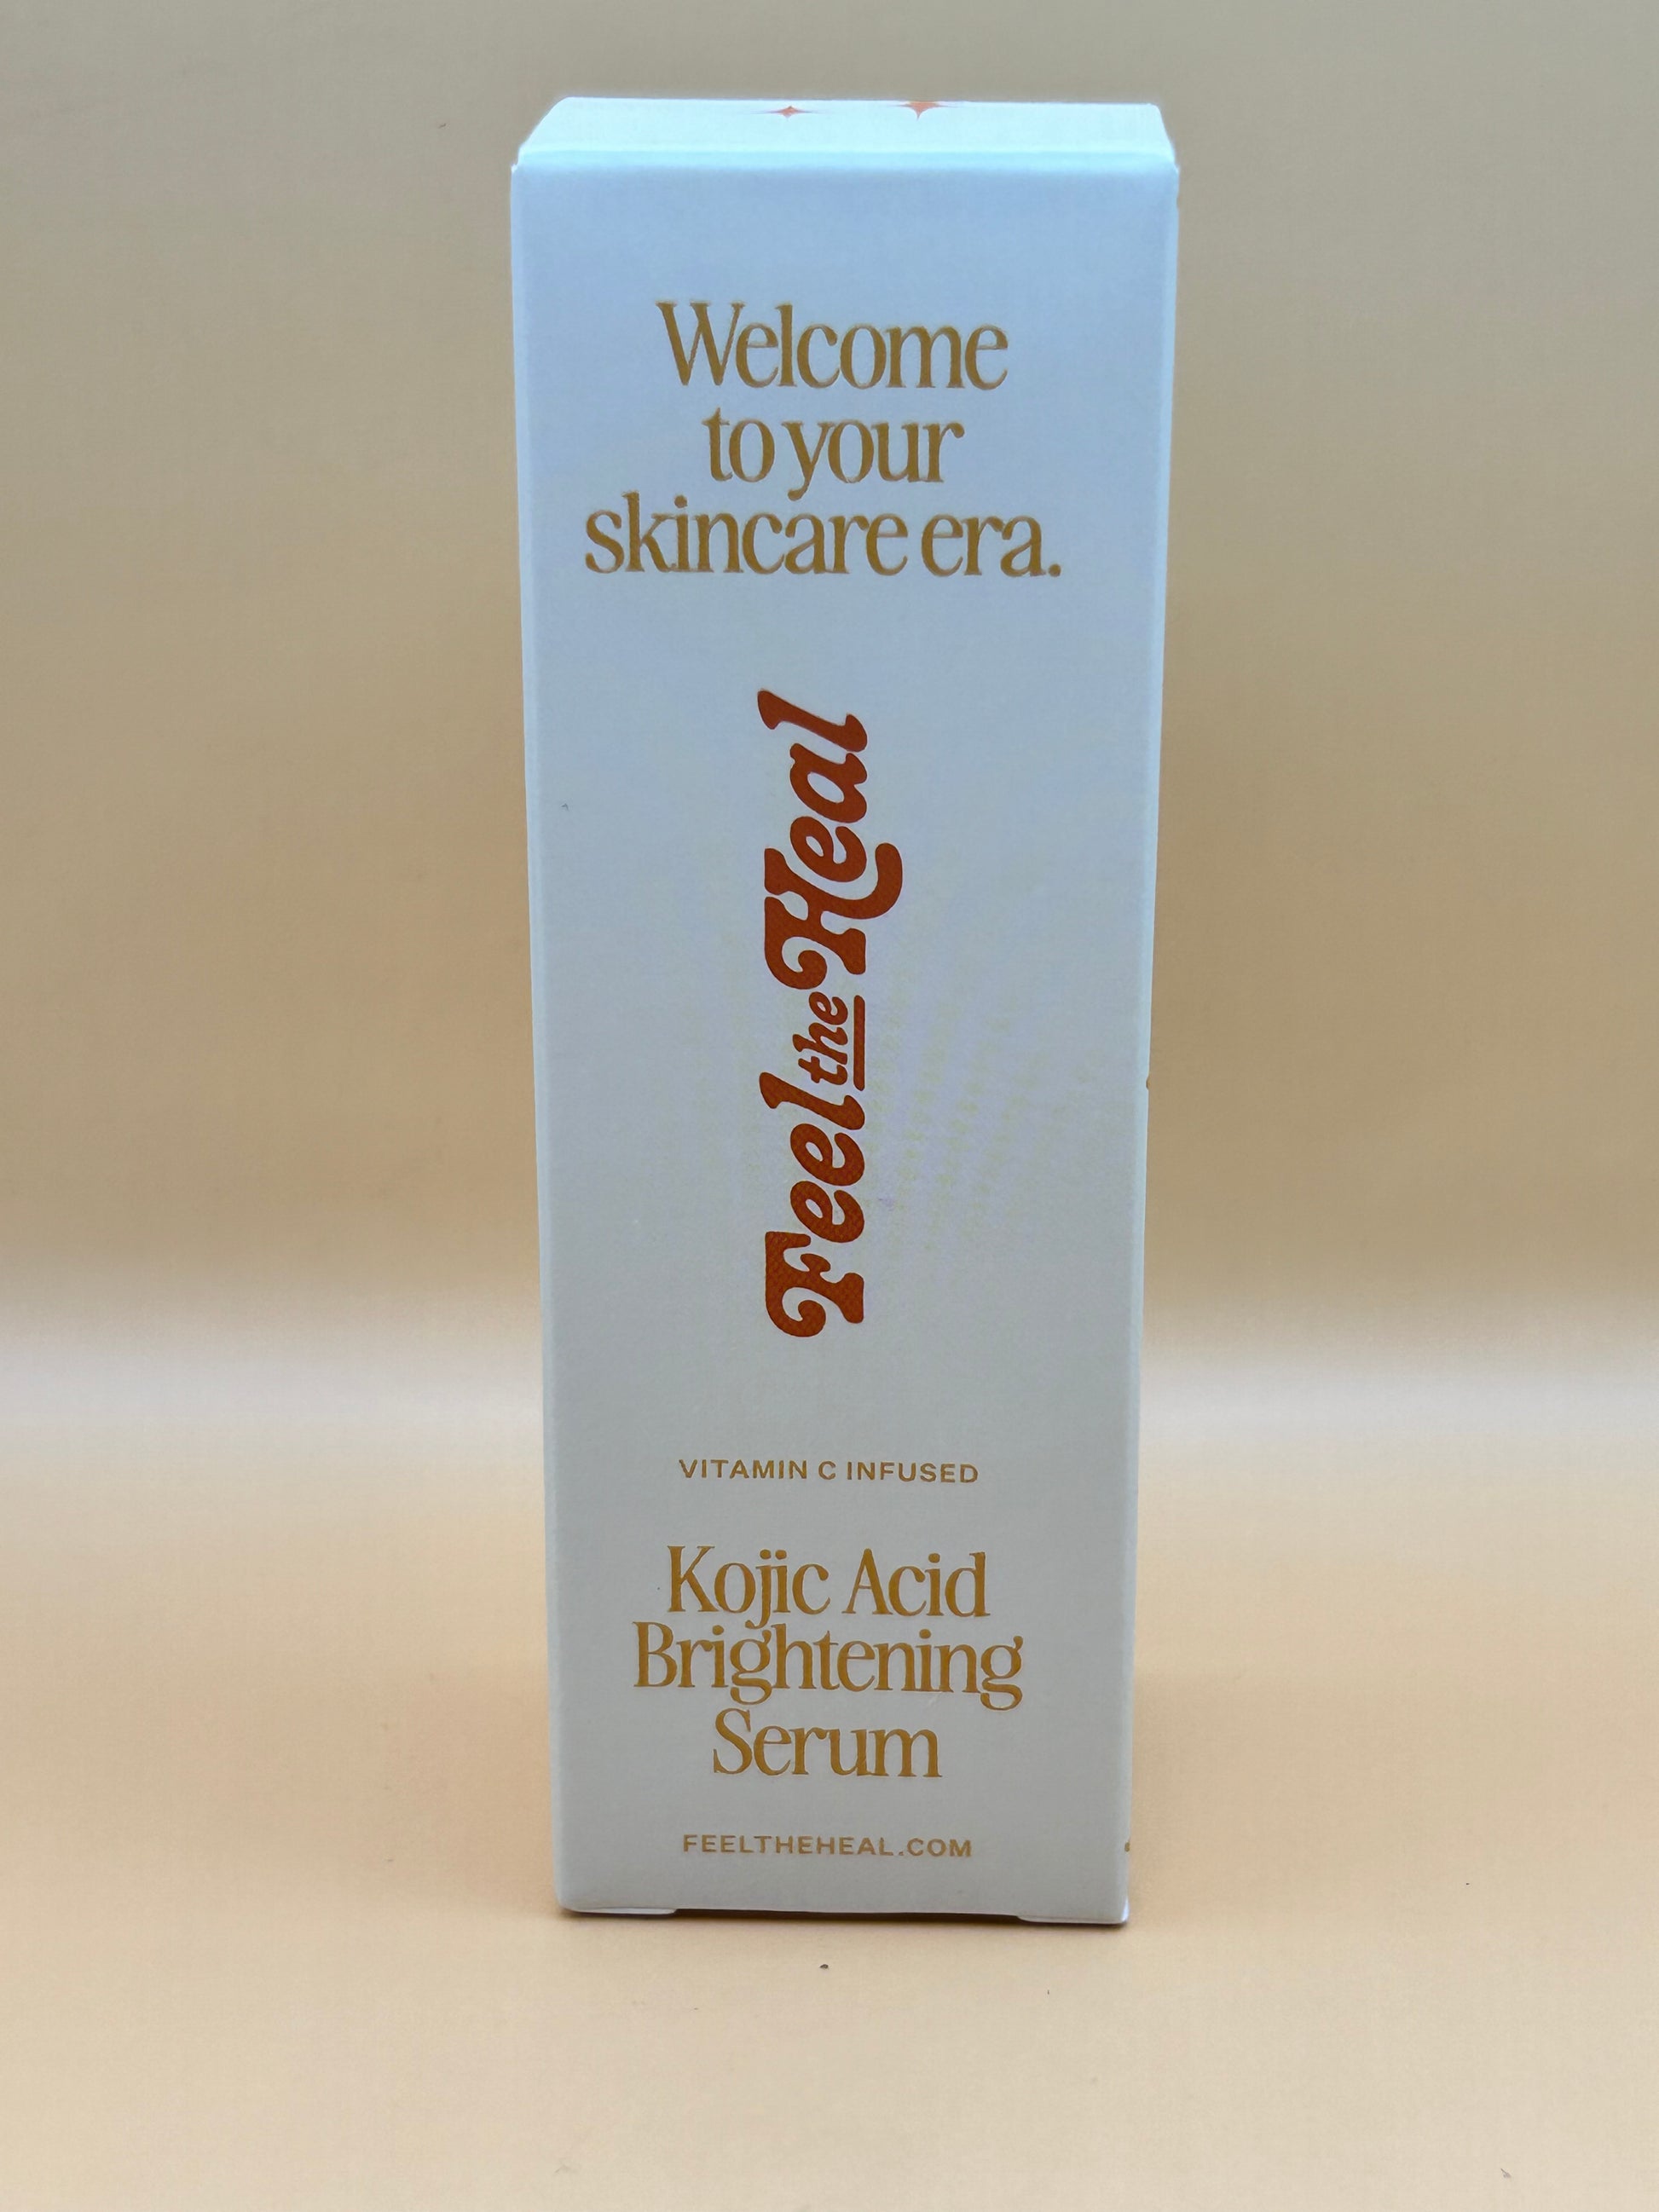 Welcome
to your
skincare era.
Feel the Heal
VITAMIN C INFUSED
Kojic Acid
Brightening
Serum
FEELTHEHEAL.COM